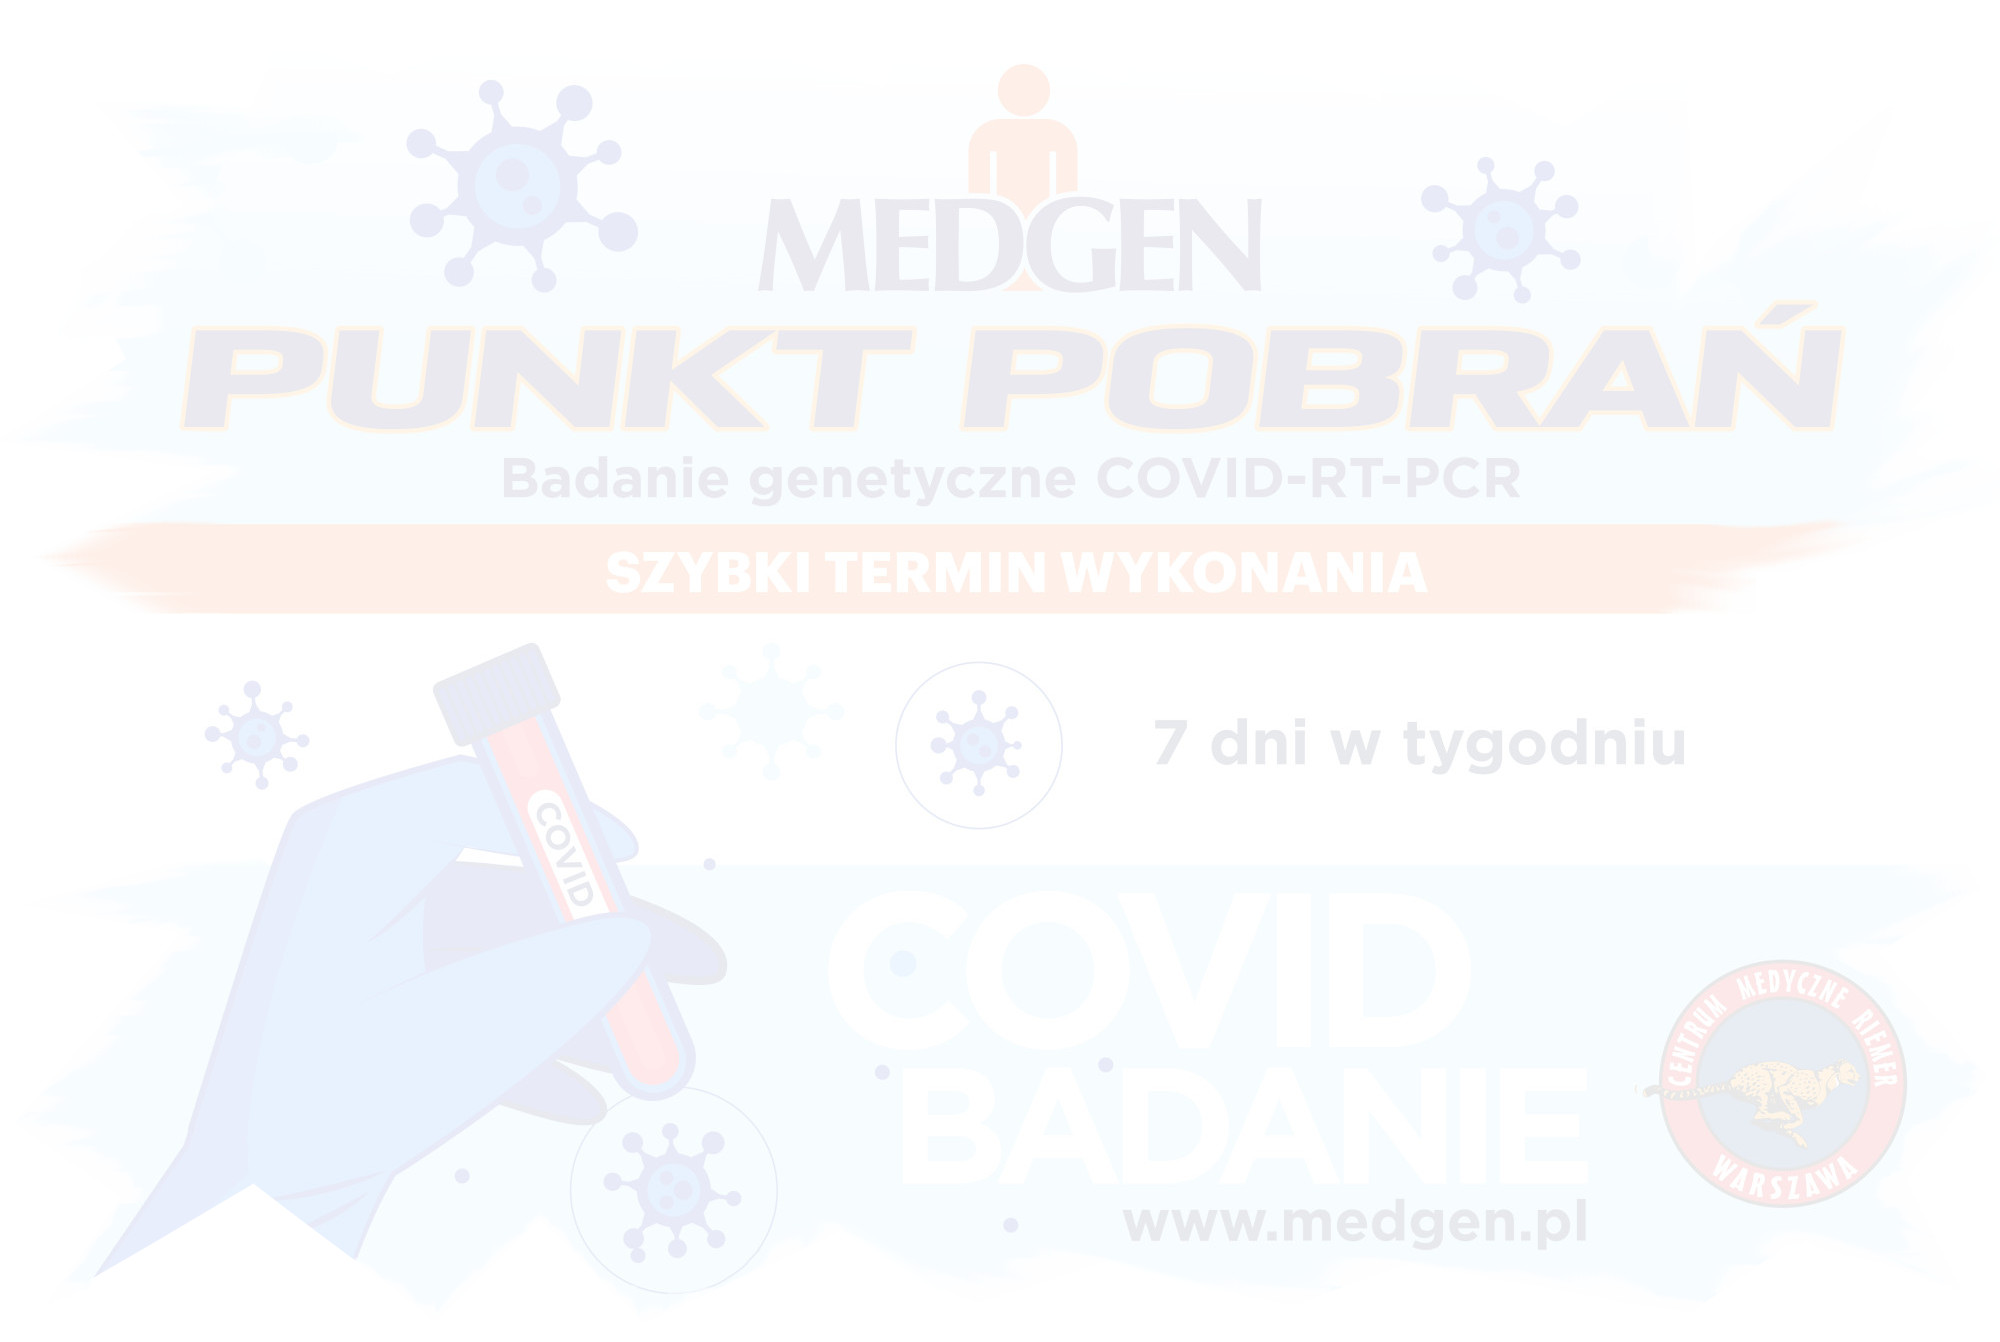 MEDGEN
PUNKT POBRAŃ
Badanie genetyczne COVID-RT-PCR
SZYBKI TERMIN WYKONANIA
7 dni w tygodniu
COVID
COVID
BADANIE
www.medgen.pl
CENTRUM MEDYCZNE RIEMER
WARSZAWA